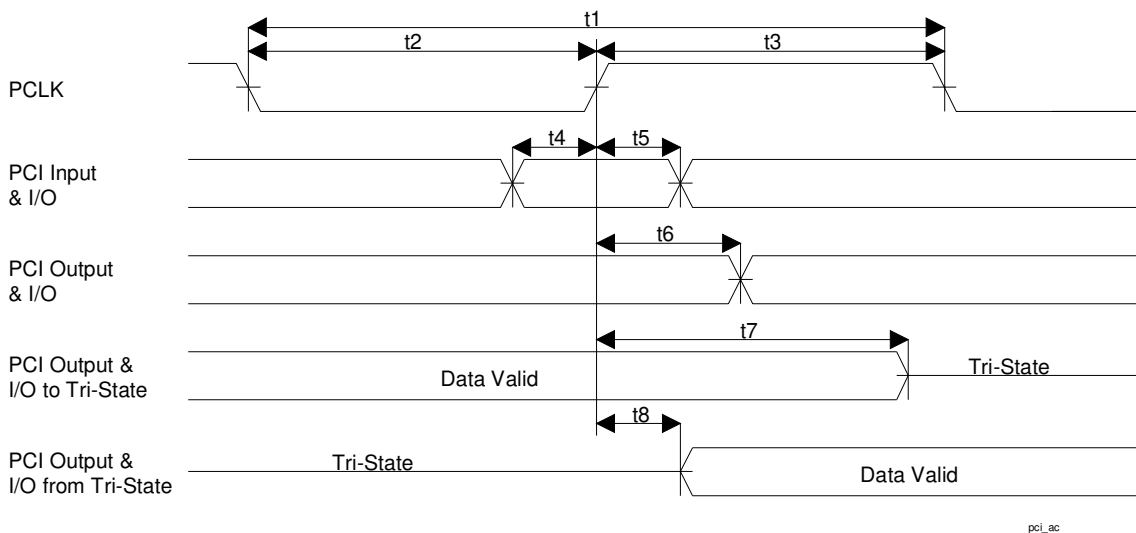 t1
t2
t3
PCLK
t4
t5
PCI Input
& I/O
t6
PCI Output
& I/O
t7
PCI Output &
I/O to Tri-State
Data Valid
Tri-State
t8
PCI Output &
I/O from Tri-State
Tri-State
Data Valid
pci_ac